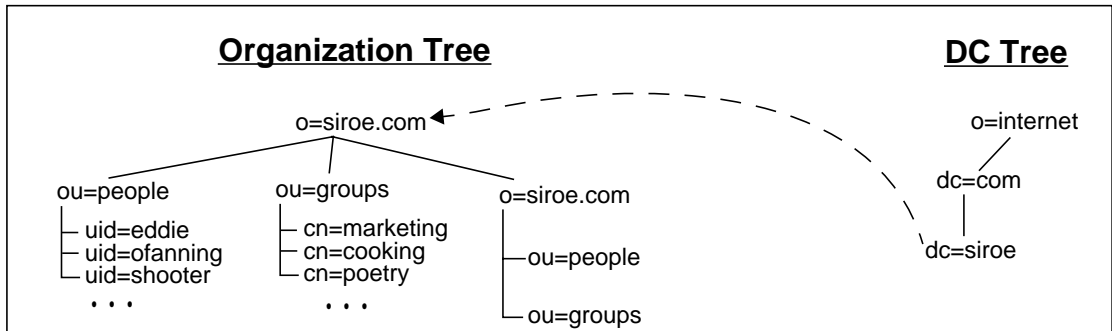 Organization Tree
DC Tree
o=siroe.com
o=internet
ou=people
ou=groups
o=siroe.com
dc=com
uid=eddie
uid=ofanning
uid=shooter
. . .
cn=marketing
cn=cooking
cn=poetry
. . .
ou=people
ou=groups
dc=siroe